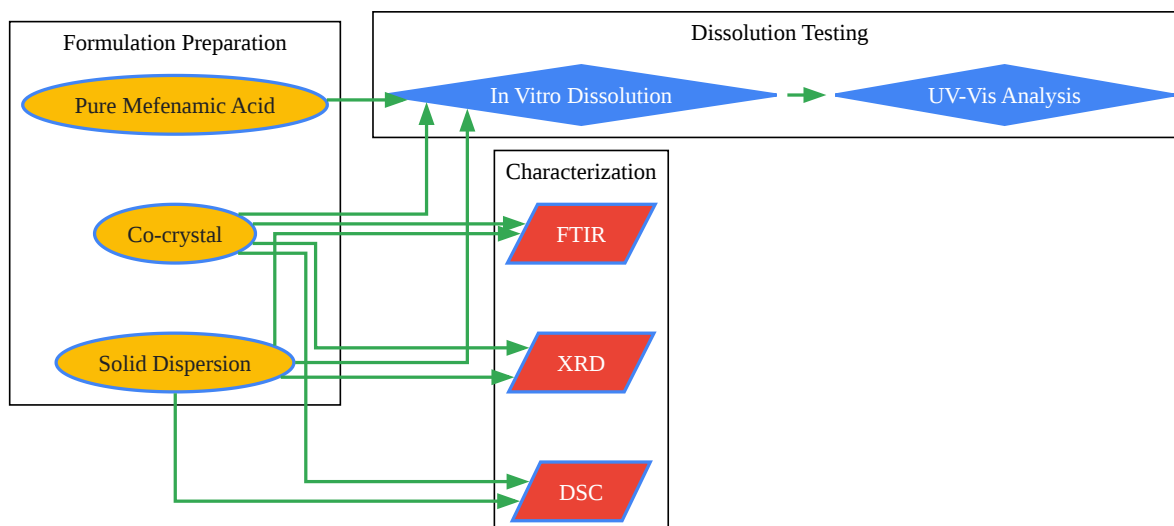 Formulation Preparation
Pure Mefenamic Acid
Co-crystal
Solid Dispersion
Dissolution Testing
In Vitro Dissolution
UV-Vis Analysis
Characterization
FTIR
XRD
DSC